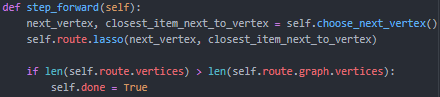 def step_forward(self):
    next_vertex, closest_item_next_to_vertex = self.choose_next_vertex()
    self.route.lasso(next_vertex, closest_item_next_to_vertex)

    if len(self.route.vertices) > len(self.route.graph.vertices):
        self.done = True